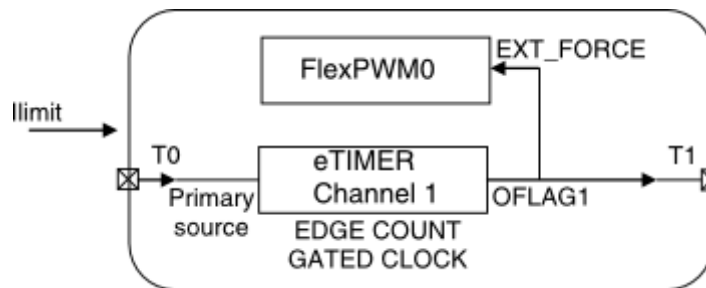 FlexPWM0
EXT_FORCE
Ilimit
T0
eTIMER
Channel 1
T1
Primary
source
OFLAG1
EDGE COUNT
GATED CLOCK